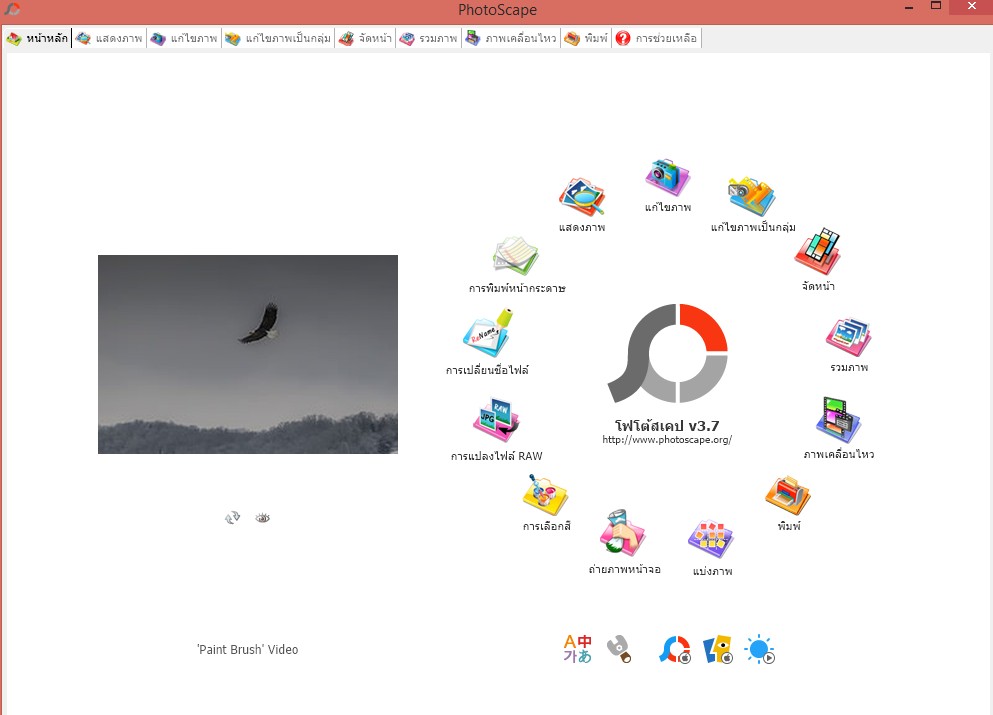 PhotoScape
หน้าหลัก แสดงภาพ แก้ไขภาพ แก้ไขภาพเป็นกลุ่ม จัดหน้า รวมภาพ ภาพเคลื่อนไหว พิมพ์ การช่วยเหลือ
แก้ไขภาพ
แสดงภาพ
แก้ไขภาพเป็นกลุ่ม
จัดหน้า
การพิมพ์หน้ากระดาษ
ReName
การเปลี่ยนชื่อไฟล์
รวมภาพ
RAW
JPG
การแปลงไฟล์ RAW
โฟโต้สเคป v3.7
http://www.photoscape.org/
ภาพเคลื่อนไหว
การเลือกสี
พิมพ์
ถ่ายภาพหน้าจอ
แบ่งภาพ
'Paint Brush' Video
A中
가あ